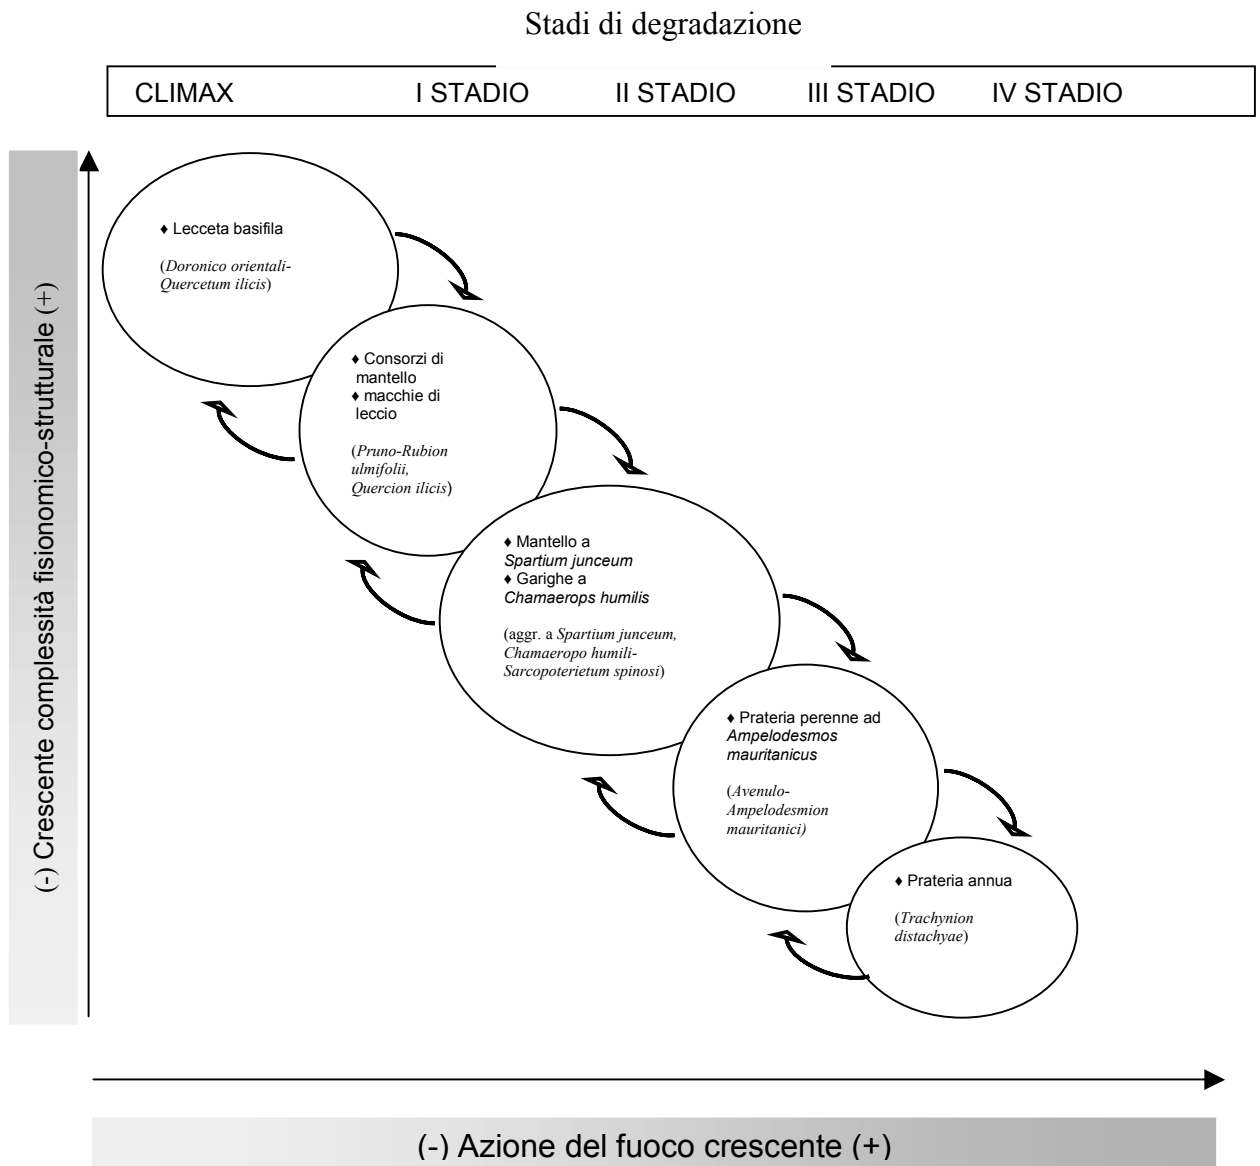 Stadi di degradazione
CLIMAX I STADIO II STADIO III STADIO IV STADIO
(-) Crescente complessità fisionomico-strutturale (+)
♦ Lecceta basifila
(Doronico orientali-
Quercetum ilicis)
♦ Consorzi di
mantello
♦ macchie di
leccio
(Pruno-Rubion
ulmifolii,
Quercion ilicis)
♦ Mantello a
Spartium junceum
♦ Garighe a
Chamaerops humilis
(aggr. a Spartium junceum,
Chamaeropo humili-
Sarcopoterietum spinosi)
♦ Prateria perenne ad
Ampelodesmos
mauritanicus
(Avenulo-
Ampelodesmion
mauritanici)
♦ Prateria annua
(Trachynion
distachyae)
(-) Azione del fuoco crescente (+)